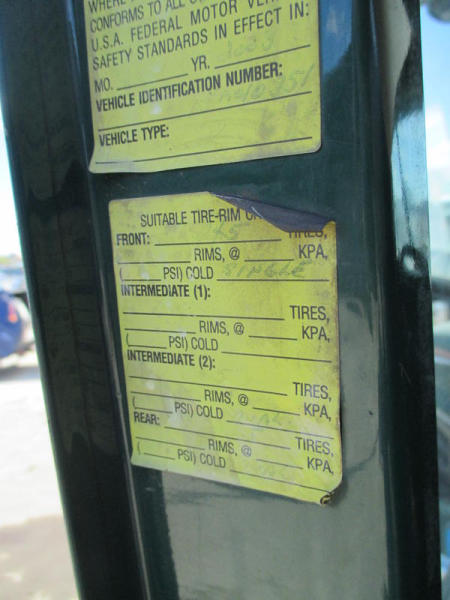 WHERE
CONFORMS TO ALL
U.S.A. FEDERAL MOTOR VEH
SAFETY STANDARDS IN EFFECT IN:
MO. YR.
VEHICLE IDENTIFICATION NUMBER:
VEHICLE TYPE:
SUITABLE TIRE-RIM
FRONT: TIRES,
RIMS, @ KPA,
( PSI) COLD SINGLE
INTERMEDIATE (1):
TIRES,
RIMS, @ KPA,
( PSI) COLD
INTERMEDIATE (2):
TIRES,
RIMS, @ KPA,
( PSI) COLD
REAR: TIRES,
RIMS, @ KPA,
( PSI) COLD